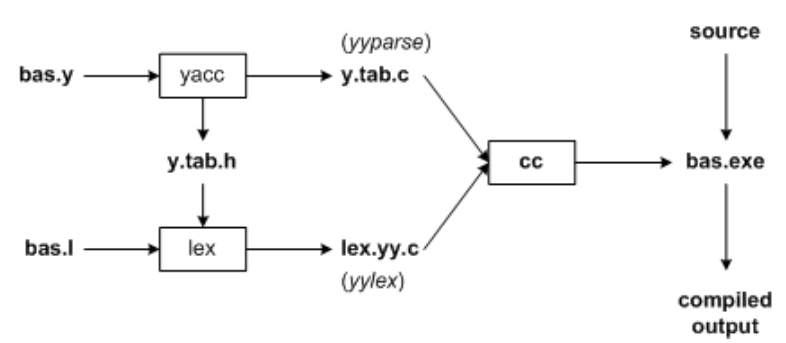 source
(yyparse)
bas.y
yacc
y.tab.c
y.tab.h
cc
bas.exe
bas.l
lex
lex.yy.c
(yylex)
compiled
output